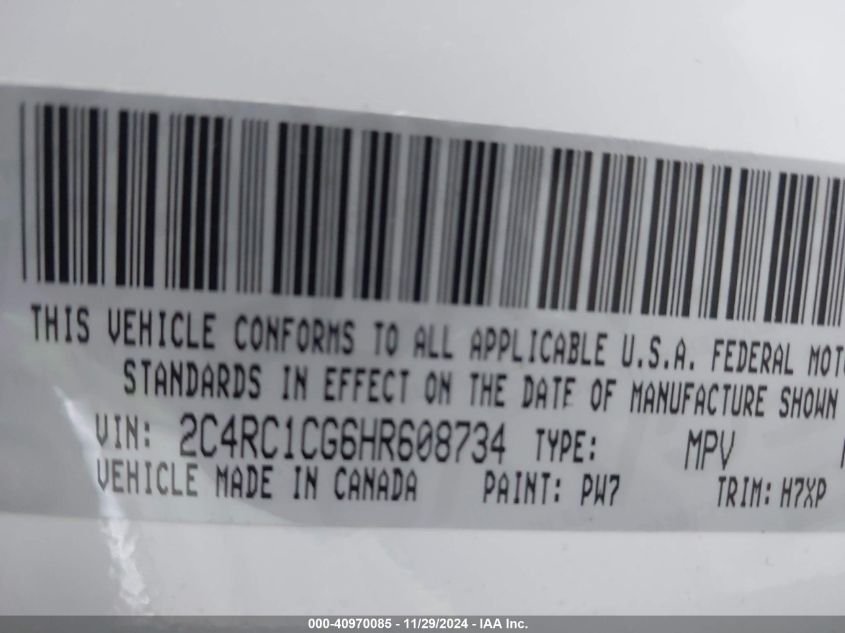 THIS VEHICLE CONFORMS TO ALL APPLICABLE U.S.A. FEDERAL MOTO
STANDARDS IN EFFECT ON THE DATE OF MANUFACTURE SHOWN
VIN: 2C4RC1CG6HR608734 TYPE: MPV
VEHICLE MADE IN CANADA PAINT: PW7 TRIM: H7XP
000-40970085 - 11/29/2024 - IAA Inc.